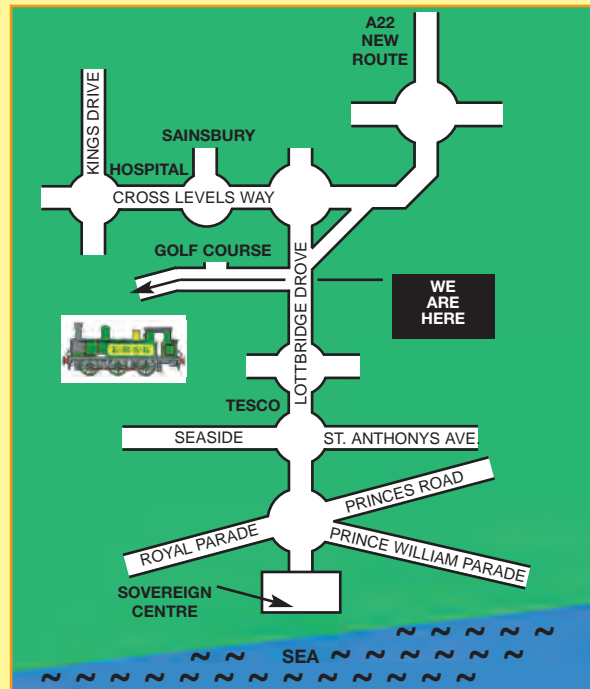 A22
NEW
ROUTE
KINGS DRIVE
SAINSBURY
HOSPITAL
CROSS LEVELS WAY
GOLF COURSE
LOTTBRIDGE DROVE
WE
ARE
HERE
TESCO
SEASIDE
ST. ANTHONYS AVE.
PRINCES ROAD
ROYAL PARADE
PRINCE WILLIAM PARADE
SOVEREIGN
CENTRE
SEA